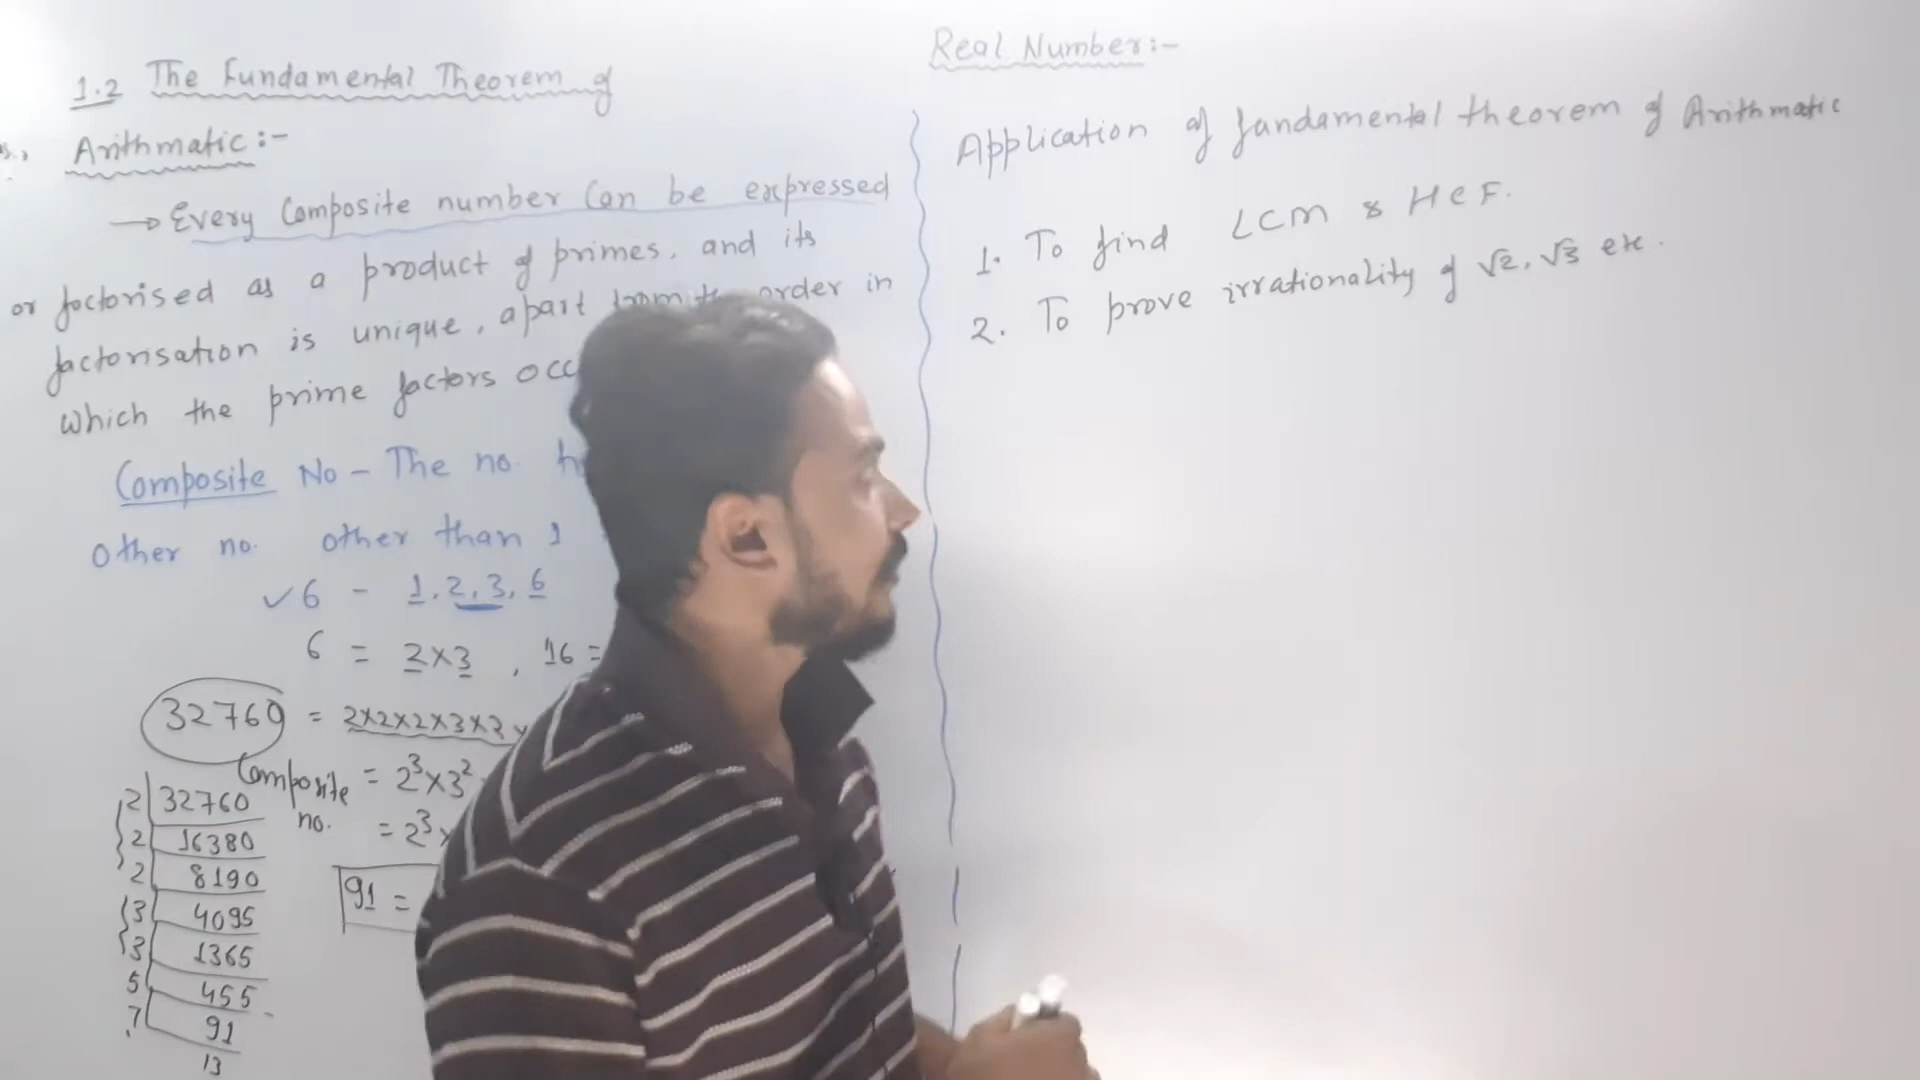 1.2 The Fundamental Theorem of
Arithmatic:-
→ Every Composite number Can be expressed
or factorised as a product of primes, and its
factorisation is unique, apart from the order in
which the prime factors occ
Composite No - The no.
other no. other than 1
✓6 - 1, 2, 3, 6
6 = 2×3 , 16 =
32760 = 2×2×2×3×3×
Composite no. = 2³×3²
= 2³×
91 =
2 32760
2 16380
2 8190
3 4095
3 1365
5 455
7 91
13
Real Number:-
Application of fundamental theorem of Arithmatic
1. To find LCM & HCF.
2. To prove irrationality of √2, √3 etc.